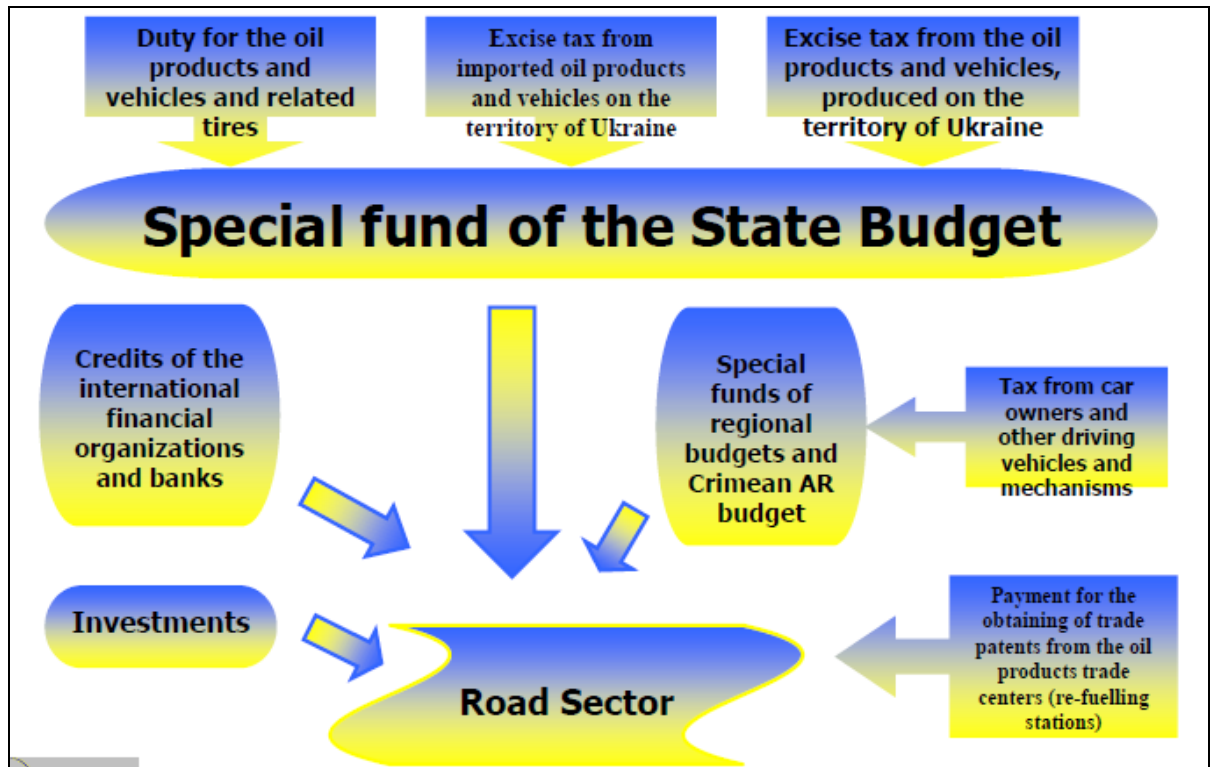 Duty for the oil
products and
vehicles and related
tires
Excise tax from
imported oil products
and vehicles on the
territory of Ukraine
Excise tax from the oil
products and vehicles,
produced on the
territory of Ukraine
Special fund of the State Budget
Credits of the
international
financial
organizations
and banks
Special
funds of
regional
budgets and
Crimean AR
budget
Tax from car
owners and
other driving
vehicles and
mechanisms
Investments
Road Sector
Payment for the
obtaining of trade
patents from the oil
products trade
centers (re-fuelling
stations)